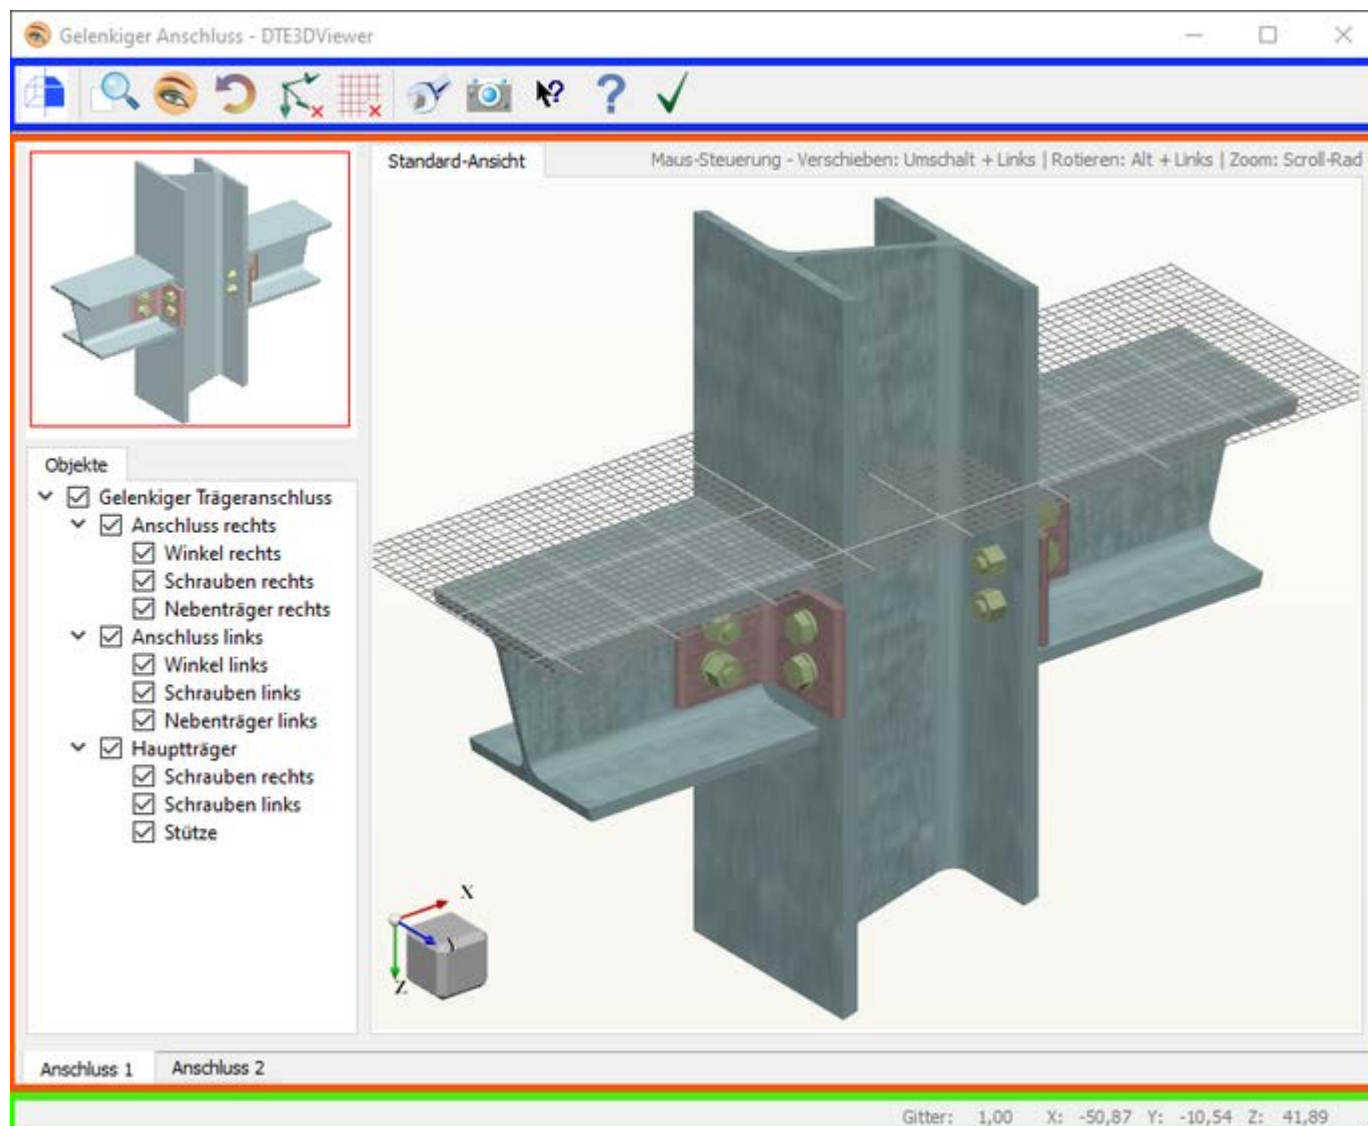 Gelenkiger Anschluss - DTE3DViewer
Standard-Ansicht
Maus-Steuerung - Verschieben: Umschalt + Links | Rotieren: Alt + Links | Zoom: Scroll-Rad
Objekte
Gelenkiger Trägeranschluss
Anschluss rechts
Winkel rechts
Schrauben rechts
Nebenträger rechts
Anschluss links
Winkel links
Schrauben links
Nebenträger links
Hauptträger
Schrauben rechts
Schrauben links
Stütze
X
Z
Anschluss 1 Anschluss 2
Gitter: 1,00 X: -50,87 Y: -10,54 Z: 41,89